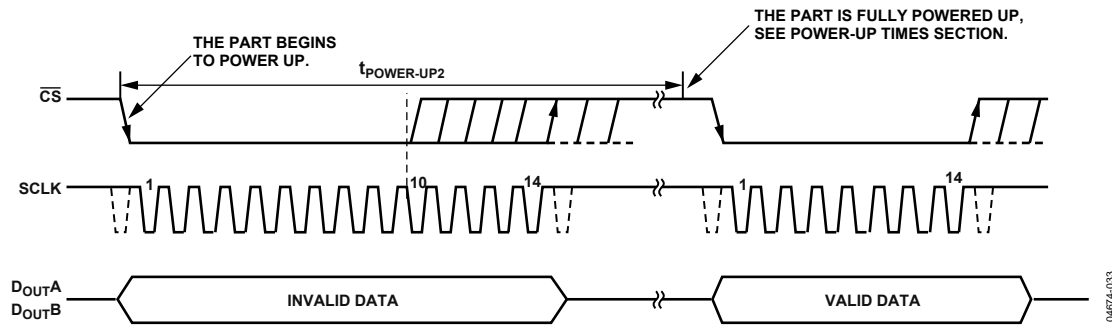 THE PART BEGINS
TO POWER UP.
THE PART IS FULLY POWERED UP,
SEE POWER-UP TIMES SECTION.
tPOWER-UP2
CS
SCLK
1
10
14
1
14
DOUTA
DOUTB
INVALID DATA
VALID DATA
04674-033